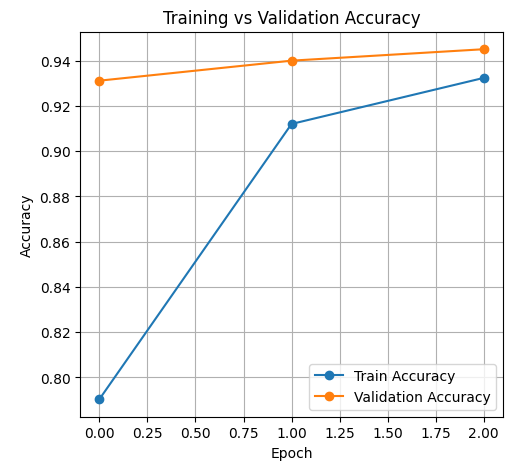 Training vs Validation Accuracy
Accuracy
0.94
0.92
0.90
0.88
0.86
0.84
0.82
0.80
Train Accuracy
Validation Accuracy
0.00 0.25 0.50 0.75 1.00 1.25 1.50 1.75 2.00
Epoch